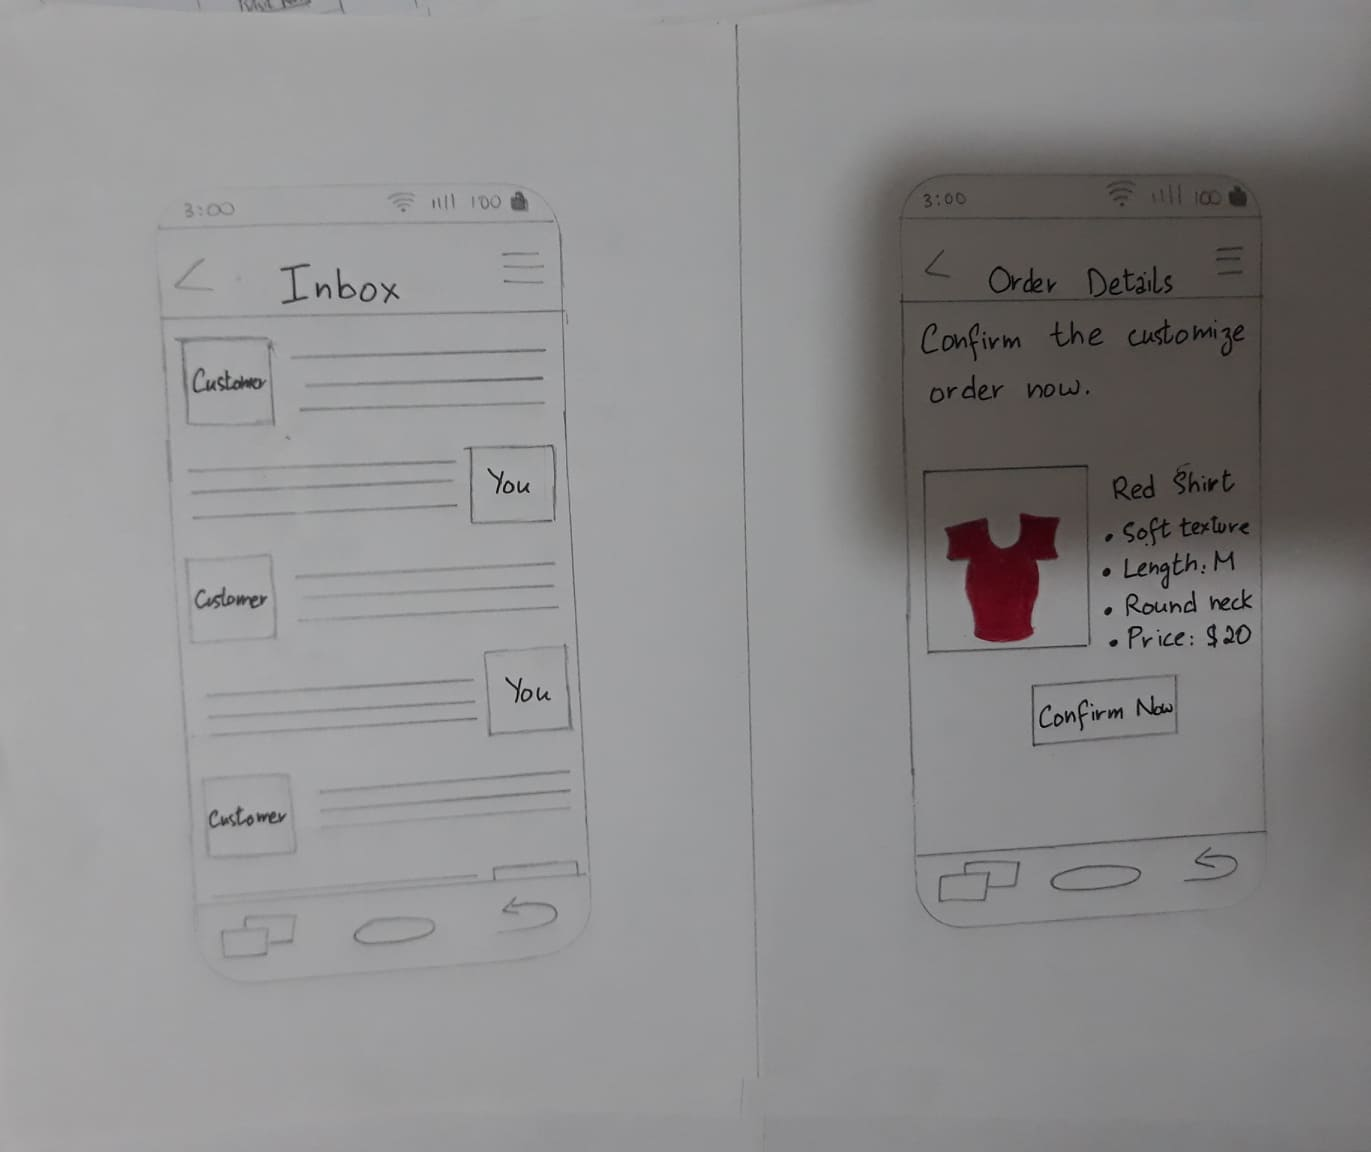 3:00 100
Inbox
Customer
You
Customer
You
Customer
3:00 100
Order Details
Confirm the customize
order now.
Red Shirt
• Soft texture
• Length: M
• Round neck
• Price: $20
Confirm Now